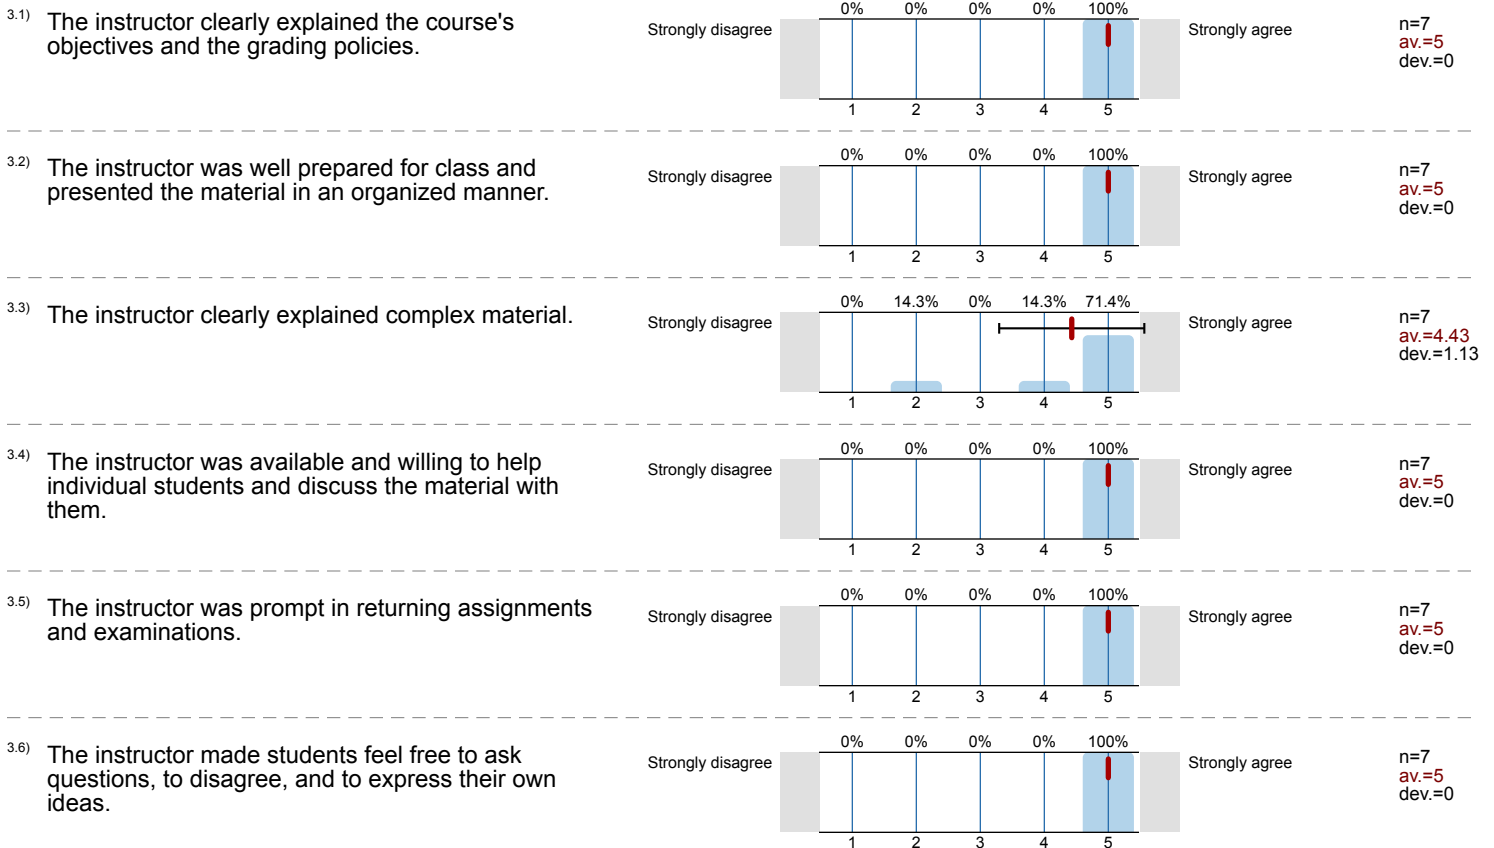 3.1) The instructor clearly explained the course's
objectives and the grading policies.
Strongly disagree
0% 0% 0% 0% 100%
1 2 3 4 5
Strongly agree
n=7
av.=5
dev.=0
3.2) The instructor was well prepared for class and
presented the material in an organized manner.
Strongly disagree
0% 0% 0% 0% 100%
1 2 3 4 5
Strongly agree
n=7
av.=5
dev.=0
3.3) The instructor clearly explained complex material.
Strongly disagree
0% 14.3% 0% 14.3% 71.4%
1 2 3 4 5
Strongly agree
n=7
av.=4.43
dev.=1.13
3.4) The instructor was available and willing to help
individual students and discuss the material with
them.
Strongly disagree
0% 0% 0% 0% 100%
1 2 3 4 5
Strongly agree
n=7
av.=5
dev.=0
3.5) The instructor was prompt in returning assignments
and examinations.
Strongly disagree
0% 0% 0% 0% 100%
1 2 3 4 5
Strongly agree
n=7
av.=5
dev.=0
3.6) The instructor made students feel free to ask
questions, to disagree, and to express their own
ideas.
Strongly disagree
0% 0% 0% 0% 100%
1 2 3 4 5
Strongly agree
n=7
av.=5
dev.=0